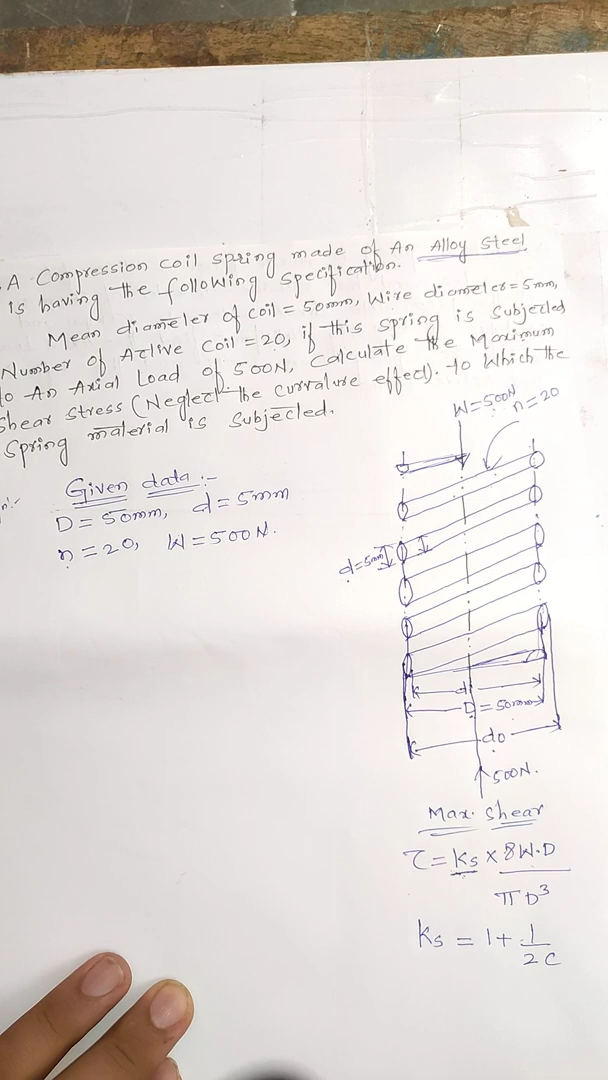 A Compression coil spring made of An Alloy steel
is having the following specification.
Mean diameter of coil = 50mm, Wire diameter = 5mm,
Number of Active coil = 20, if this spring is Subjected
to An Axial Load of 500N, Calculate the Maximum
Shear stress (Neglect the curvature effect). to Which the
Spring material is Subjected.
Given data :-
D = 50mm, d = 5mm
n = 20, W = 500N.
W = 500N
n = 20
d = 5mm
di
D = 50mm
do
500N.
Max. Shear
τ = Ks × 8W.D
πD³
Ks = 1 + 1
2C